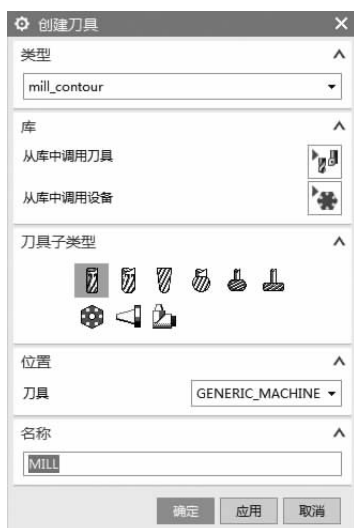 创建刀具
类型
mill_contour
库
从库中调用刀具
从库中调用设备
刀具子类型
位置
刀具 GENERIC_MACHINE
名称
MILL
确定 应用 取消